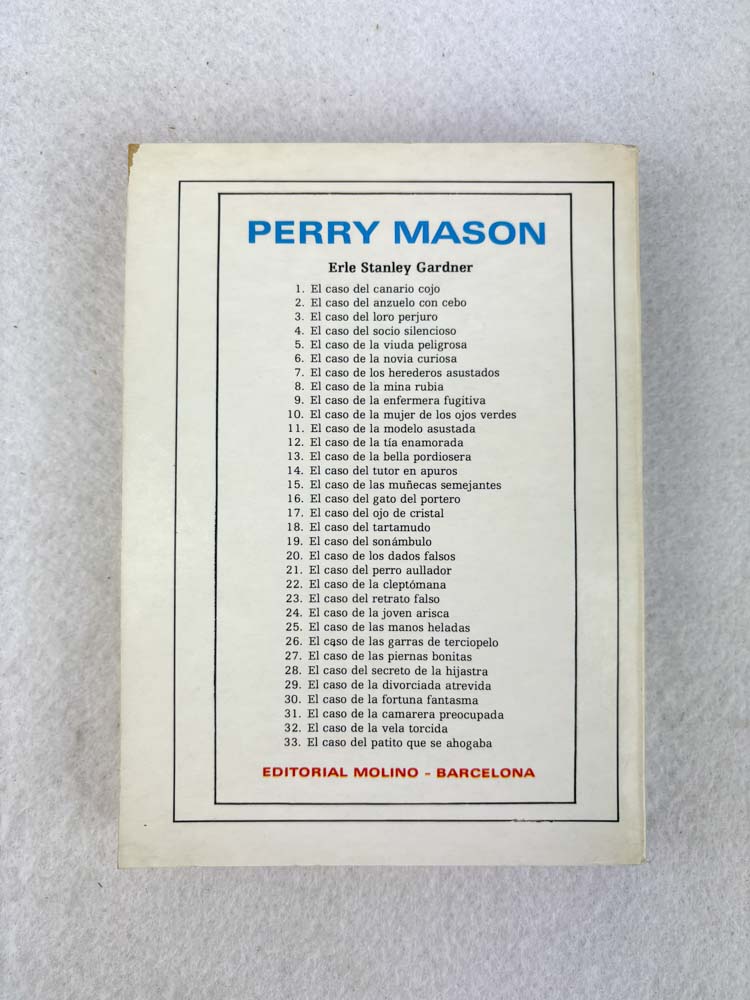 PERRY MASON
Erle Stanley Gardner
1. El caso del canario cojo
2. El caso del anzuelo con cebo
3. El caso del loro perjuro
4. El caso del socio silencioso
5. El caso de la viuda peligrosa
6. El caso de la novia curiosa
7. El caso de los herederos asustados
8. El caso de la mina rubia
9. El caso de la enfermera fugitiva
10. El caso de la mujer de los ojos verdes
11. El caso de la modelo asustada
12. El caso de la tía enamorada
13. El caso de la bella pordiosera
14. El caso del tutor en apuros
15. El caso de las muñecas semejantes
16. El caso del gato del portero
17. El caso del ojo de cristal
18. El caso del tartamudo
19. El caso del sonámbulo
20. El caso de los dados falsos
21. El caso del perro aullador
22. El caso de la cleptómana
23. El caso del retrato falso
24. El caso de la joven arisca
25. El caso de las manos heladas
26. El caso de las garras de terciopelo
27. El caso de las piernas bonitas
28. El caso del secreto de la hijastra
29. El caso de la divorciada atrevida
30. El caso de la fortuna fantasma
31. El caso de la camarera preocupada
32. El caso de la vela torcida
33. El caso del patito que se ahogaba
EDITORIAL MOLINO - BARCELONA